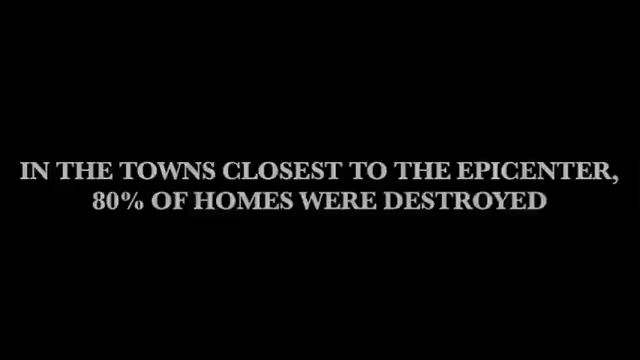 IN THE TOWNS CLOSEST TO THE EPICENTER,
80% OF HOMES WERE DESTROYED